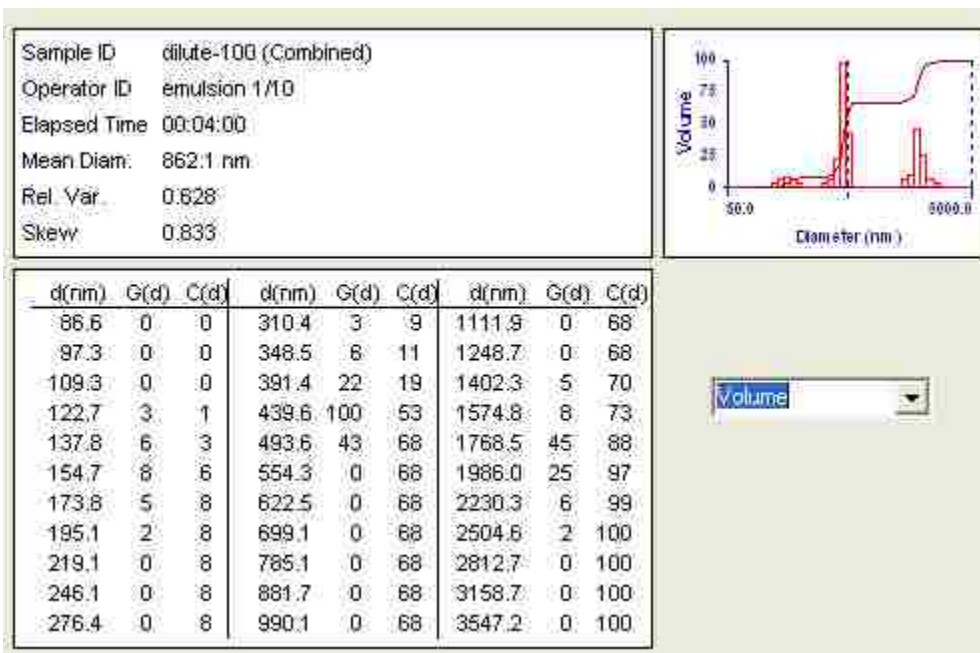 Sample ID dilute-100 (Combined)
Operator ID emulsion 1/10
Elapsed Time 00:04:00
Mean Diam. 862.1 nm
Rel. Var. 0.628
Skew 0.833
Volume
100
75
50
25
0
50.0 5000.0
Diameter (nm)
d(nm) G(d) C(d) d(nm) G(d) C(d) d(nm) G(d) C(d)
86.6 0 0 310.4 3 9 1111.9 0 68
97.3 0 0 348.5 6 11 1248.7 0 68
109.3 0 0 391.4 22 19 1402.3 5 70
122.7 3 1 439.6 100 53 1574.8 8 73
137.8 6 3 493.6 43 68 1768.5 45 88
154.7 8 6 554.3 0 68 1986.0 25 97
173.8 5 8 622.5 0 68 2230.3 6 99
195.1 2 8 699.1 0 68 2504.6 2 100
219.1 0 8 785.1 0 68 2812.7 0 100
246.1 0 8 881.7 0 68 3158.7 0 100
276.4 0 8 990.1 0 68 3547.2 0 100
Volume